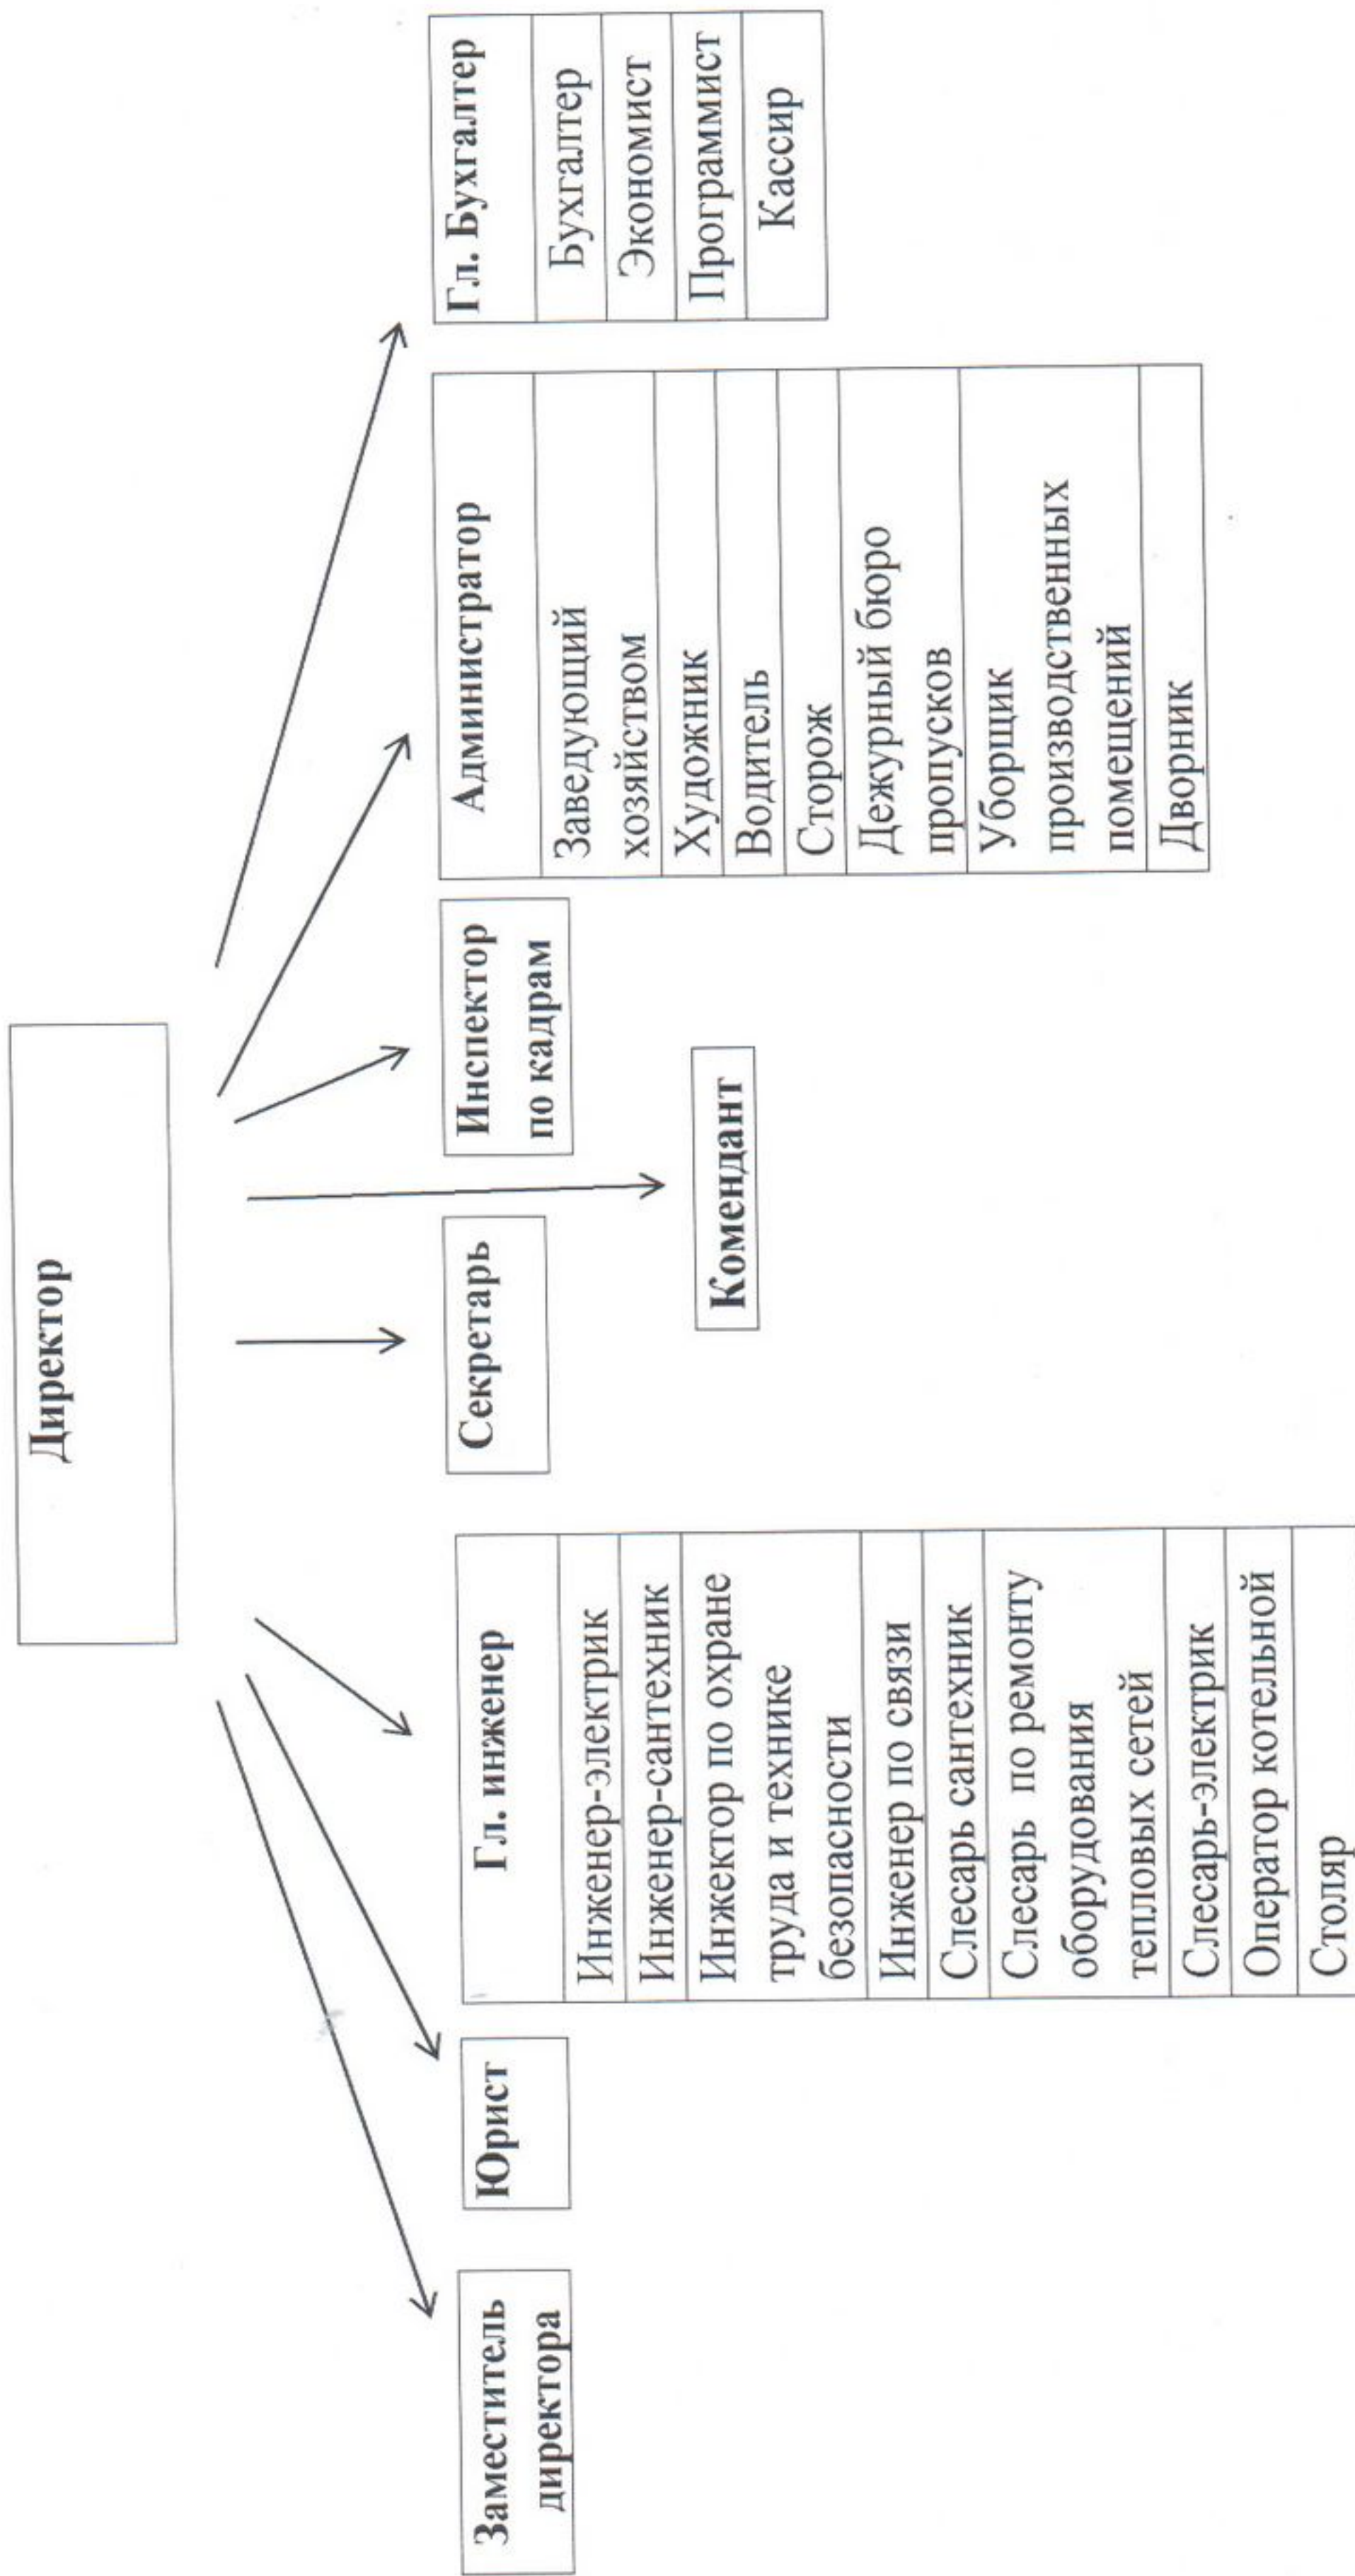 Директор
Заместитель
директора
Юрист
Гл. инженер
Инженер-электрик
Инженер-сантехник
Инжектор по охране
труда и технике
безопасности
Инженер по связи
Слесарь сантехник
Слесарь по ремонту
оборудования
тепловых сетей
Слесарь-электрик
Оператор котельной
Столяр
Секретарь
Комендант
Инспектор
по кадрам
Администратор
Заведующий
хозяйством
Художник
Водитель
Сторож
Дежурный бюро
пропусков
Уборщик
производственных
помещений
Дворник
Гл. Бухгалтер
Бухгалтер
Экономист
Программист
Кассир